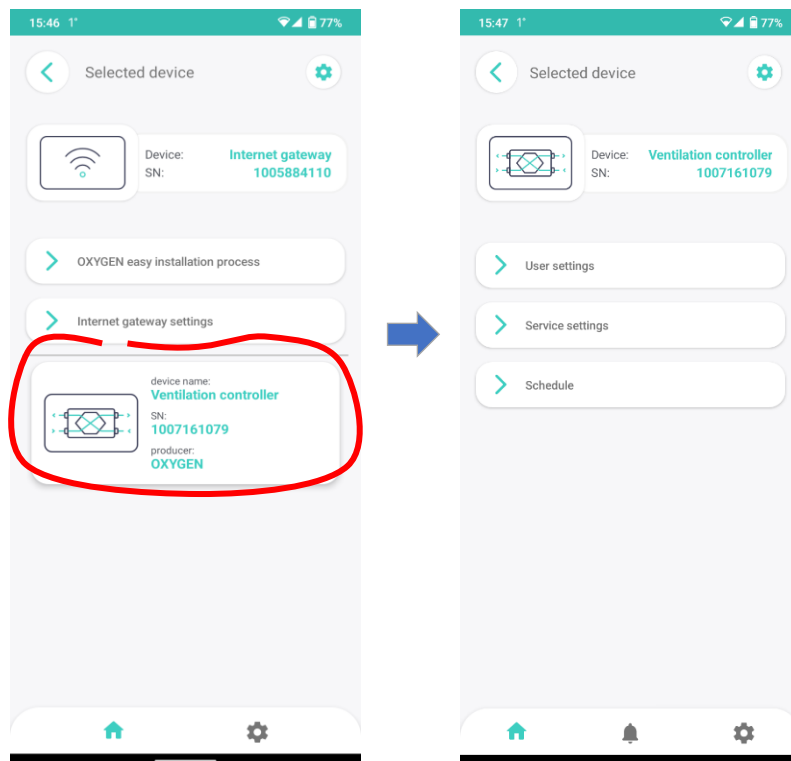 15:46 1° 77%
Selected device
Device: Internet gateway
SN: 1005884110
OXYGEN easy installation process
Internet gateway settings
device name:
Ventilation controller
SN:
1007161079
producer:
OXYGEN
15:47 1° 77%
Selected device
Device: Ventilation controller
SN: 1007161079
User settings
Service settings
Schedule